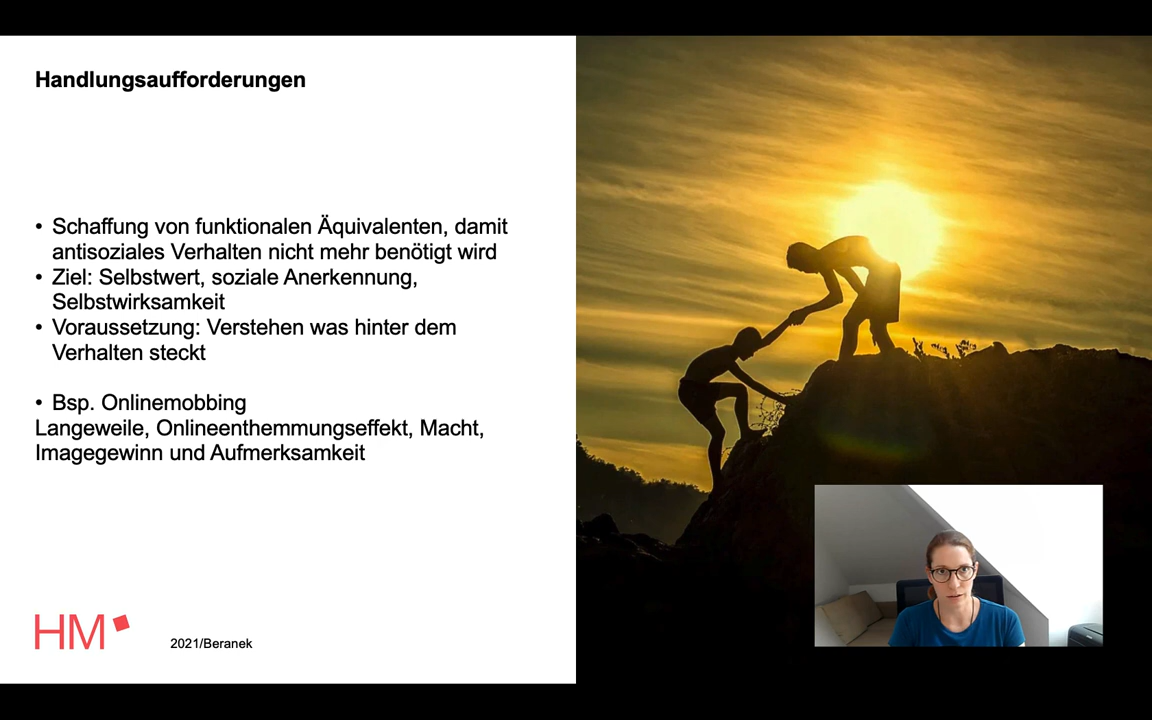 Handlungsaufforderungen
• Schaffung von funktionalen Äquivalenten, damit
antisoziales Verhalten nicht mehr benötigt wird
• Ziel: Selbstwert, soziale Anerkennung,
Selbstwirksamkeit
• Voraussetzung: Verstehen was hinter dem
Verhalten steckt
• Bsp. Onlinemobbing
Langeweile, Onlineenthemmungseffekt, Macht,
Imagegewinn und Aufmerksamkeit
HM
2021/Beranek